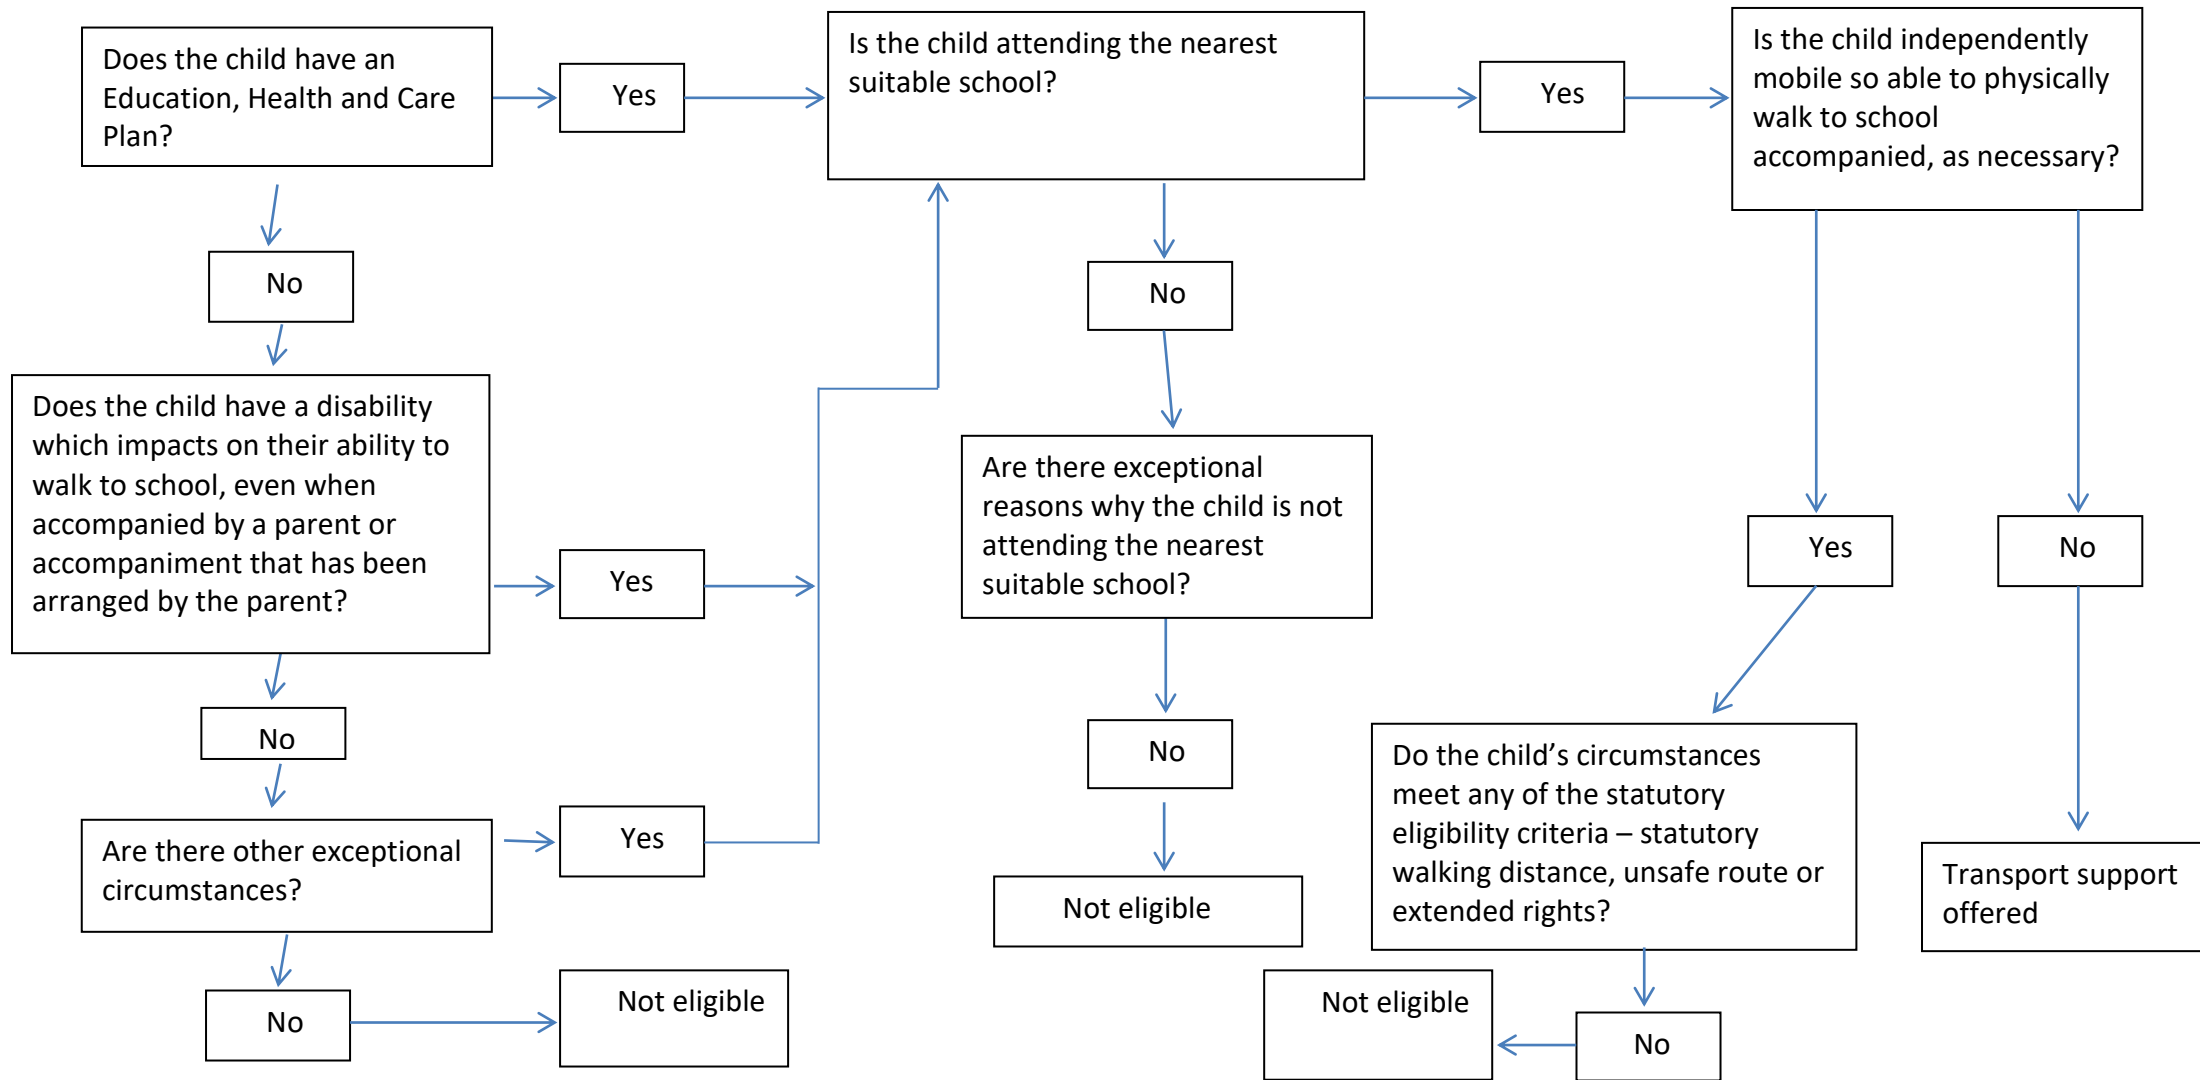 Does the child have an
Education, Health and Care
Plan?
Yes
Is the child attending the nearest
suitable school?
Yes
Is the child independently
mobile so able to physically
walk to school
accompanied, as necessary?
No
No
Does the child have a disability
which impacts on their ability to
walk to school, even when
accompanied by a parent or
accompaniment that has been
arranged by the parent?
Yes
Are there exceptional
reasons why the child is not
attending the nearest
suitable school?
Yes
No
No
No
Do the child’s circumstances
meet any of the statutory
eligibility criteria – statutory
walking distance, unsafe route or
extended rights?
Are there other exceptional
circumstances?
Yes
Not eligible
Transport support
offered
No
Not eligible
Not eligible
No